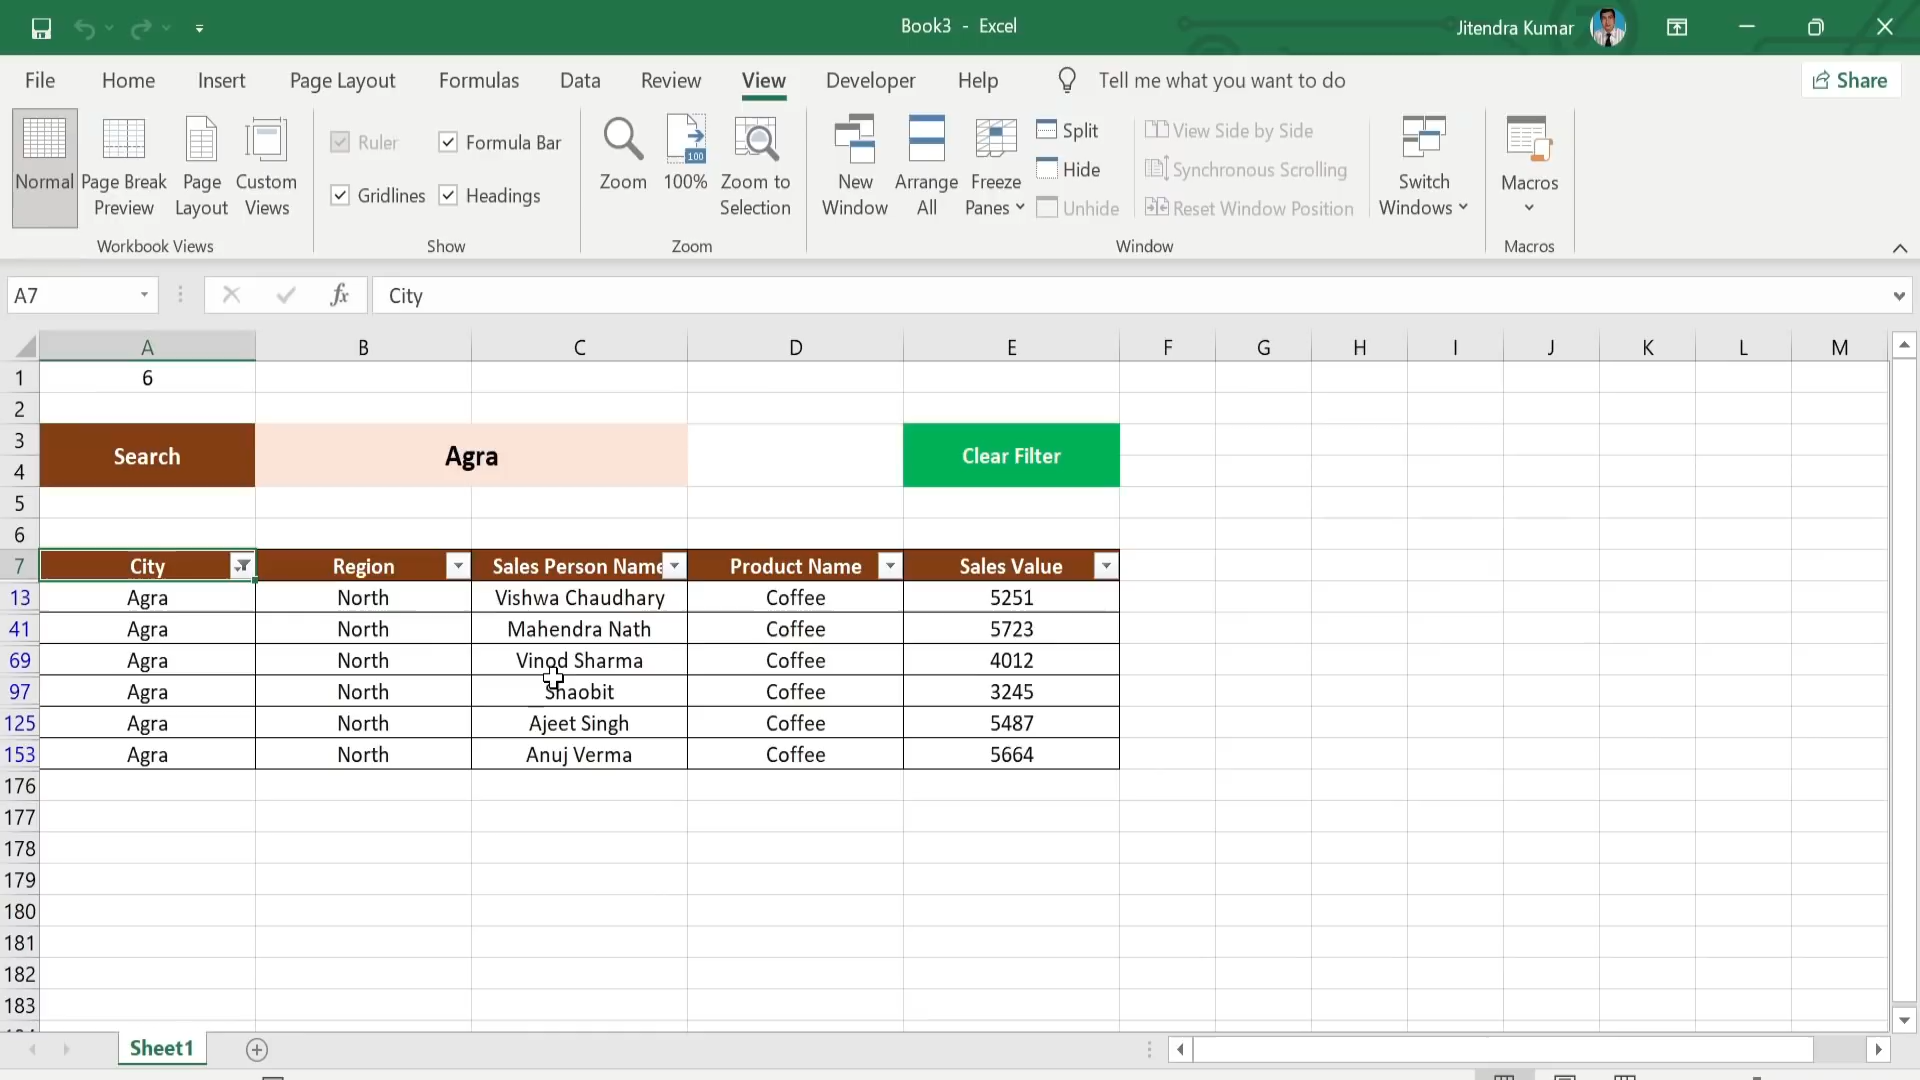 Book3 - Excel
Jitendra Kumar
File Home Insert Page Layout Formulas Data Review View Developer Help Tell me what you want to do Share
Normal
Page Break Preview
Page Layout
Custom Views
Workbook Views
Ruler
Formula Bar
Gridlines
Headings
Show
Zoom
100
100%
Zoom to Selection
Zoom
New Window
Arrange All
Freeze Panes
Split
Hide
Unhide
View Side by Side
Synchronous Scrolling
Reset Window Position
Switch Windows
Window
Macros
Macros
A7 fx City
A B C D E F G H I J K L M
1 6
2
3
Search Agra Clear Filter
4
5
6
7 City Region Sales Person Name Product Name Sales Value
13 Agra North Vishwa Chaudhary Coffee 5251
41 Agra North Mahendra Nath Coffee 5723
69 Agra North Vinod Sharma Coffee 4012
97 Agra North Shaobit Coffee 3245
125 Agra North Ajeet Singh Coffee 5487
153 Agra North Anuj Verma Coffee 5664
176
177
178
179
180
181
182
183
Sheet1